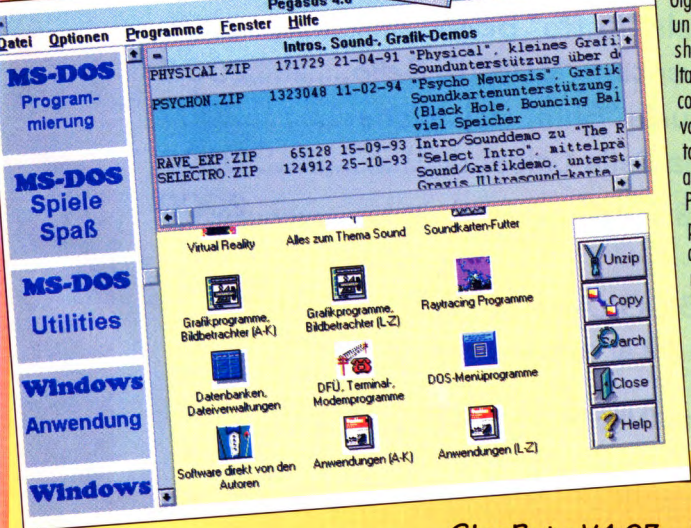 Pegasus 4.0
Datei Optionen Programme Fenster Hilfe
Intros, Sound-, Grafik-Demos
PHYSICAL.ZIP 171729 21-04-91 "Physical", kleines Grafi
Soundunterstützung über d
PSYCHON.ZIP 1323048 11-02-94 "Psycho Neurosis", Grafik
Soundkartenunterstützung,
(Black Hole, Bouncing Bal
viel Speicher
RAVE_EXP.ZIP 65128 15-09-93 Intro/Sounddemo zu "The R
SELECTRO.ZIP 124912 25-10-93 "Select Intro", mittelprä
Sound/Grafikdemo, unterst
Gravis Ultrasound-karte
MS-DOS
Program-
mierung
MS-DOS
Spiele
Spaß
MS-DOS
Utilities
Windows
Anwendung
Windows
Virtual Reality
Alles zum Thema Sound
Soundkarten-Futter
Grafikprogramme,
Bildbetrachter (A-K)
Grafikprogramme,
Bildbetrachter (L-Z)
Raytracing Programme
Datenbanken,
Dateiverwaltungen
DFÜ, Terminal-,
Modemprogramme
DOS-Menüprogramme
Software direkt von den
Autoren
Anwendungen (A-K)
Anwendungen (L-Z)
Unzip
Copy
Search
Close
Help